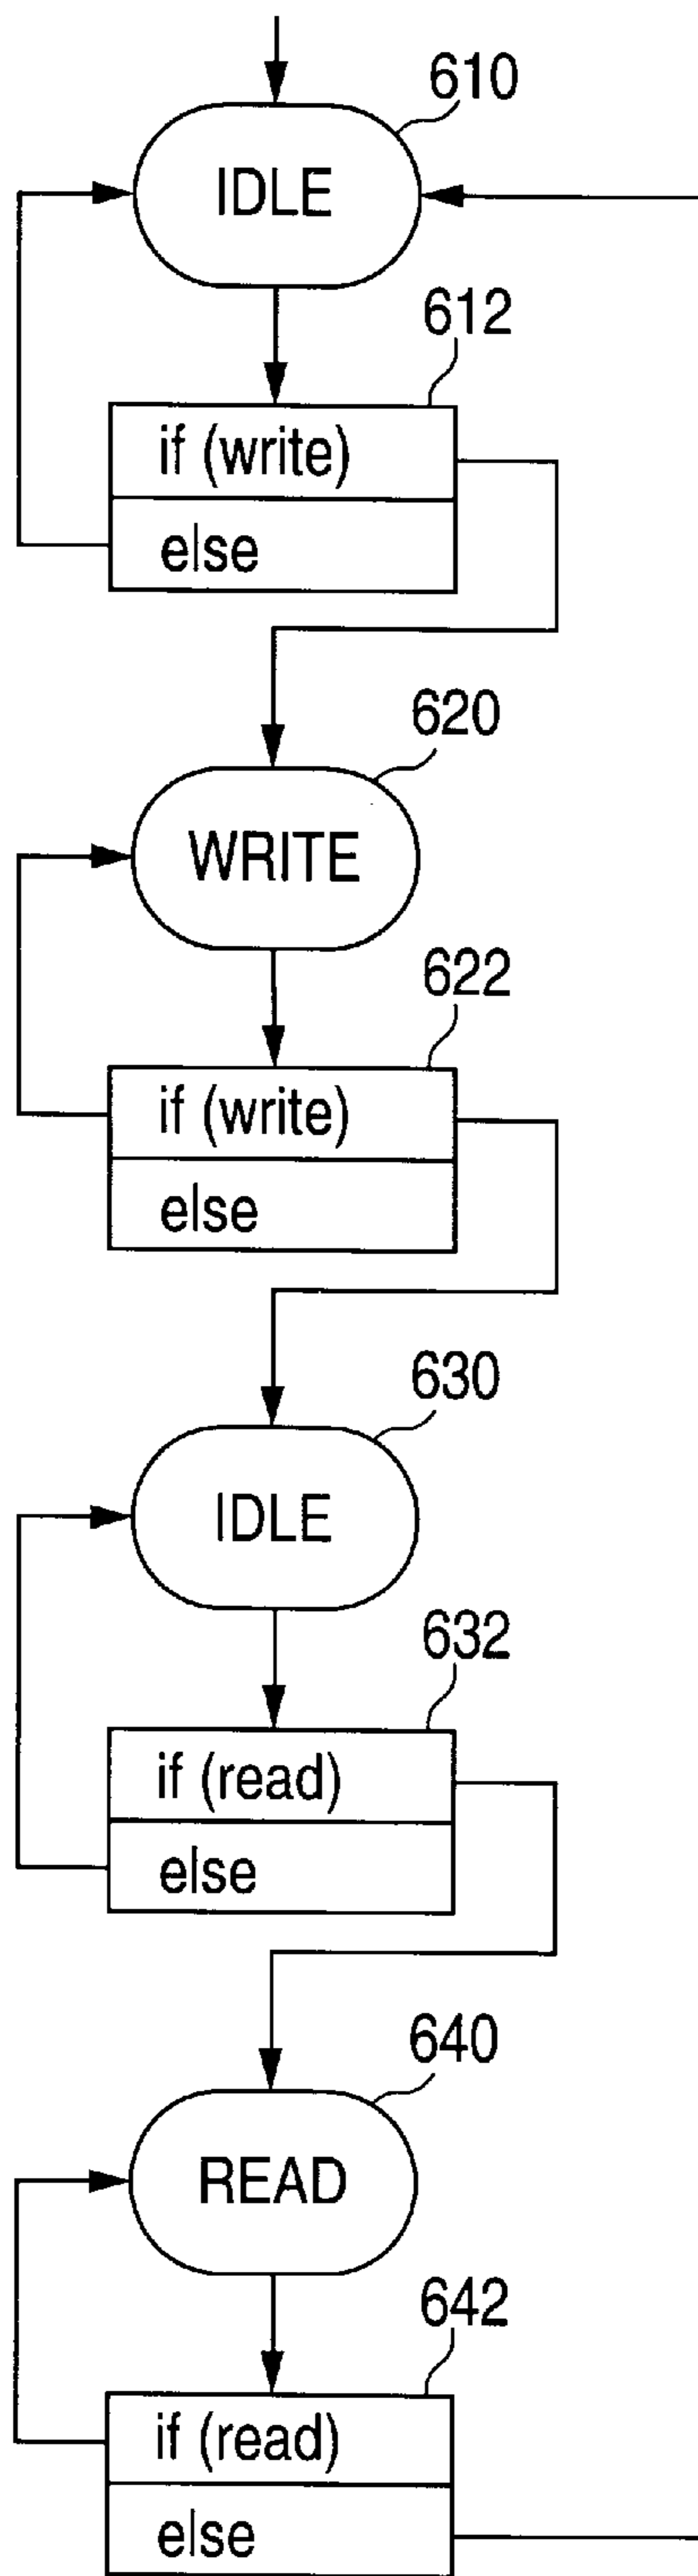 610
IDLE
612
if (write)
else
620
WRITE
622
if (write)
else
630
IDLE
632
if (read)
else
640
READ
642
if (read)
else